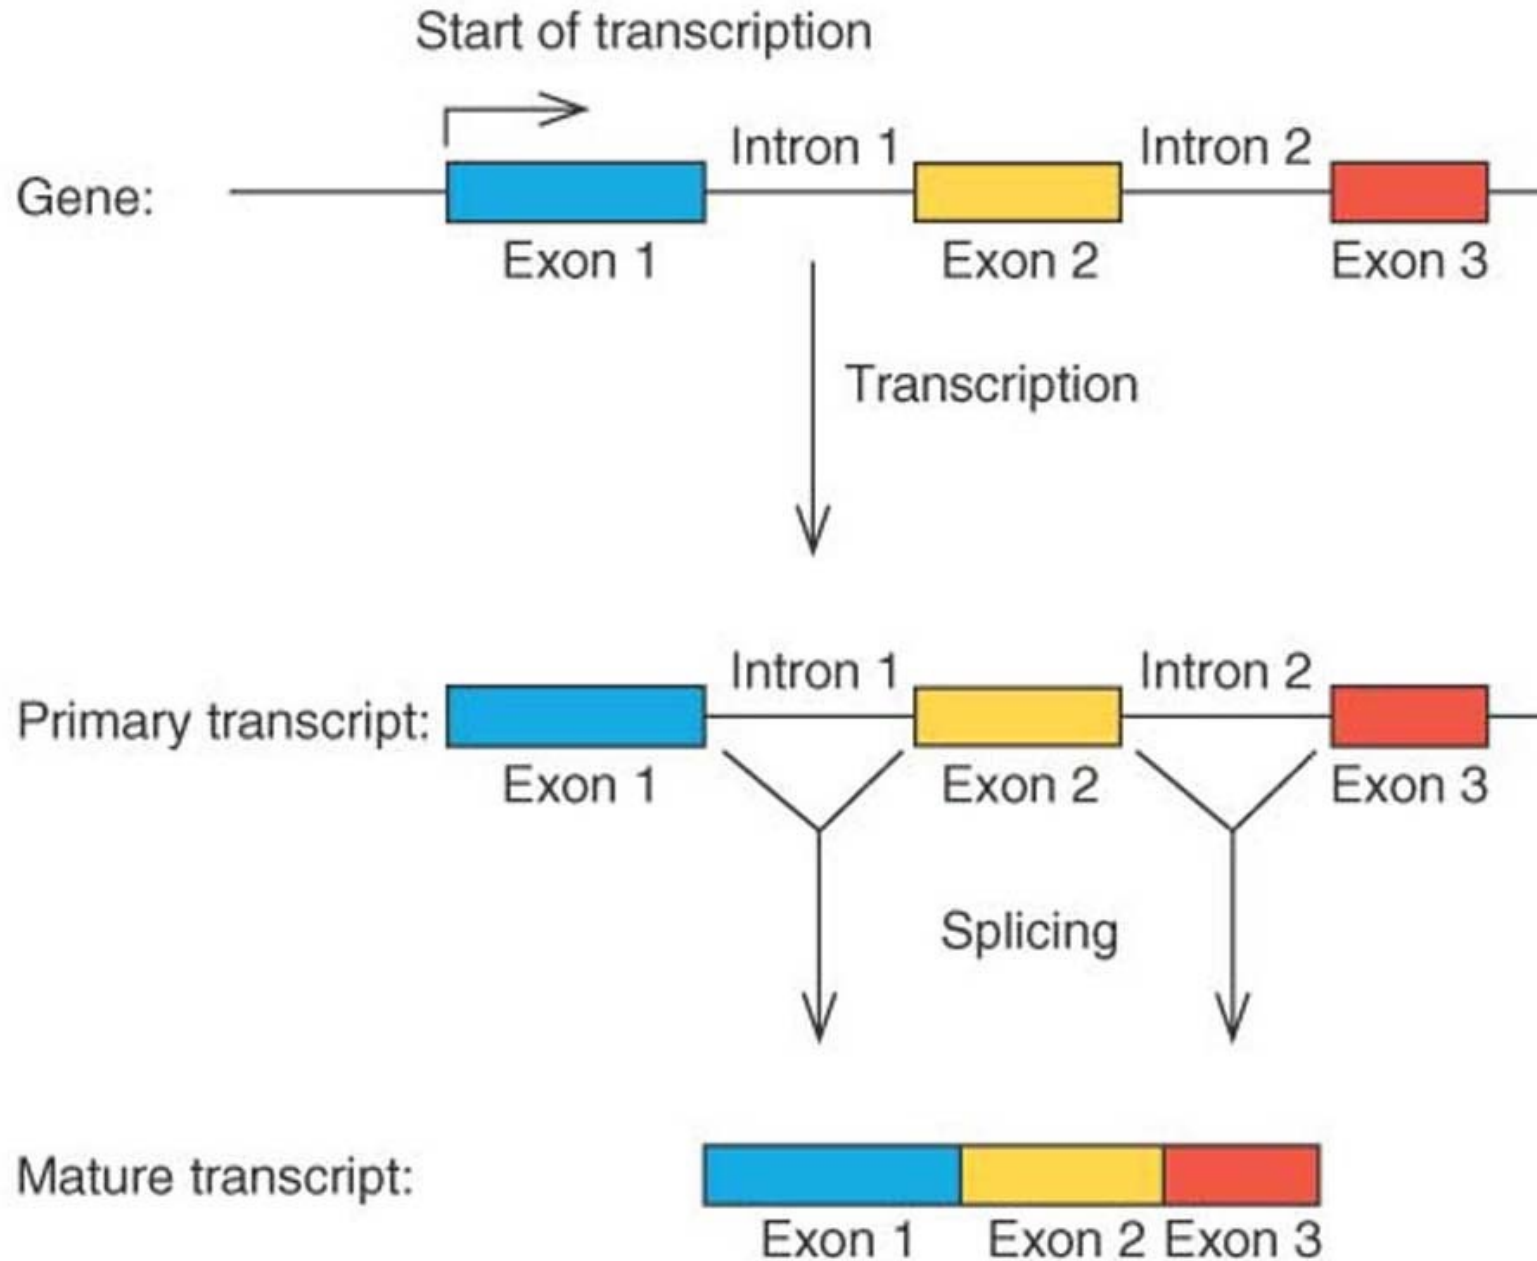 Start of transcription
Intron 1 Intron 2
Gene:
Exon 1 Exon 2 Exon 3
Transcription
Intron 1 Intron 2
Primary transcript:
Exon 1 Exon 2 Exon 3
Splicing
Mature transcript:
Exon 1 Exon 2 Exon 3